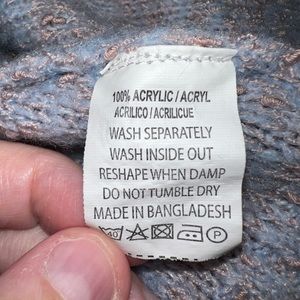 100% ACRYLIC / ACRYL
ACRILICO / ACRILICUE
WASH SEPARATELY
WASH INSIDE OUT
RESHAPE WHEN DAMP
DO NOT TUMBLE DRY
MADE IN BANGLADESH
40 P